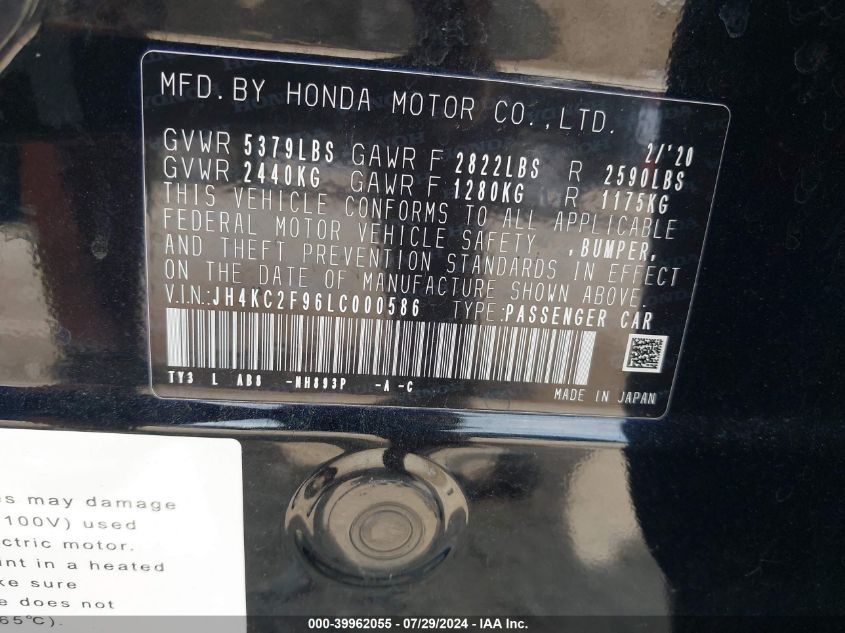 MFD. BY HONDA MOTOR CO., LTD.
2/'20
GVWR 5379LBS GAWR F 2822LBS R 2590LBS
GVWR 2440KG GAWR F 1280KG R 1175KG
THIS VEHICLE CONFORMS TO ALL APPLICABLE
FEDERAL MOTOR VEHICLE SAFETY , BUMPER,
AND THEFT PREVENTION STANDARDS IN EFFECT
ON THE DATE OF MANUFACTURE SHOWN ABOVE.
V.I.N.:JH4KC2F96LC000586 TYPE:PASSENGER CAR
TY3 L AB8 -NH893P -A -C
MADE IN JAPAN
may damage
100V) used
motor.
in a heated
sure
does not
65°C).
000-39962055 / 07/29/2024 - IAA Inc.